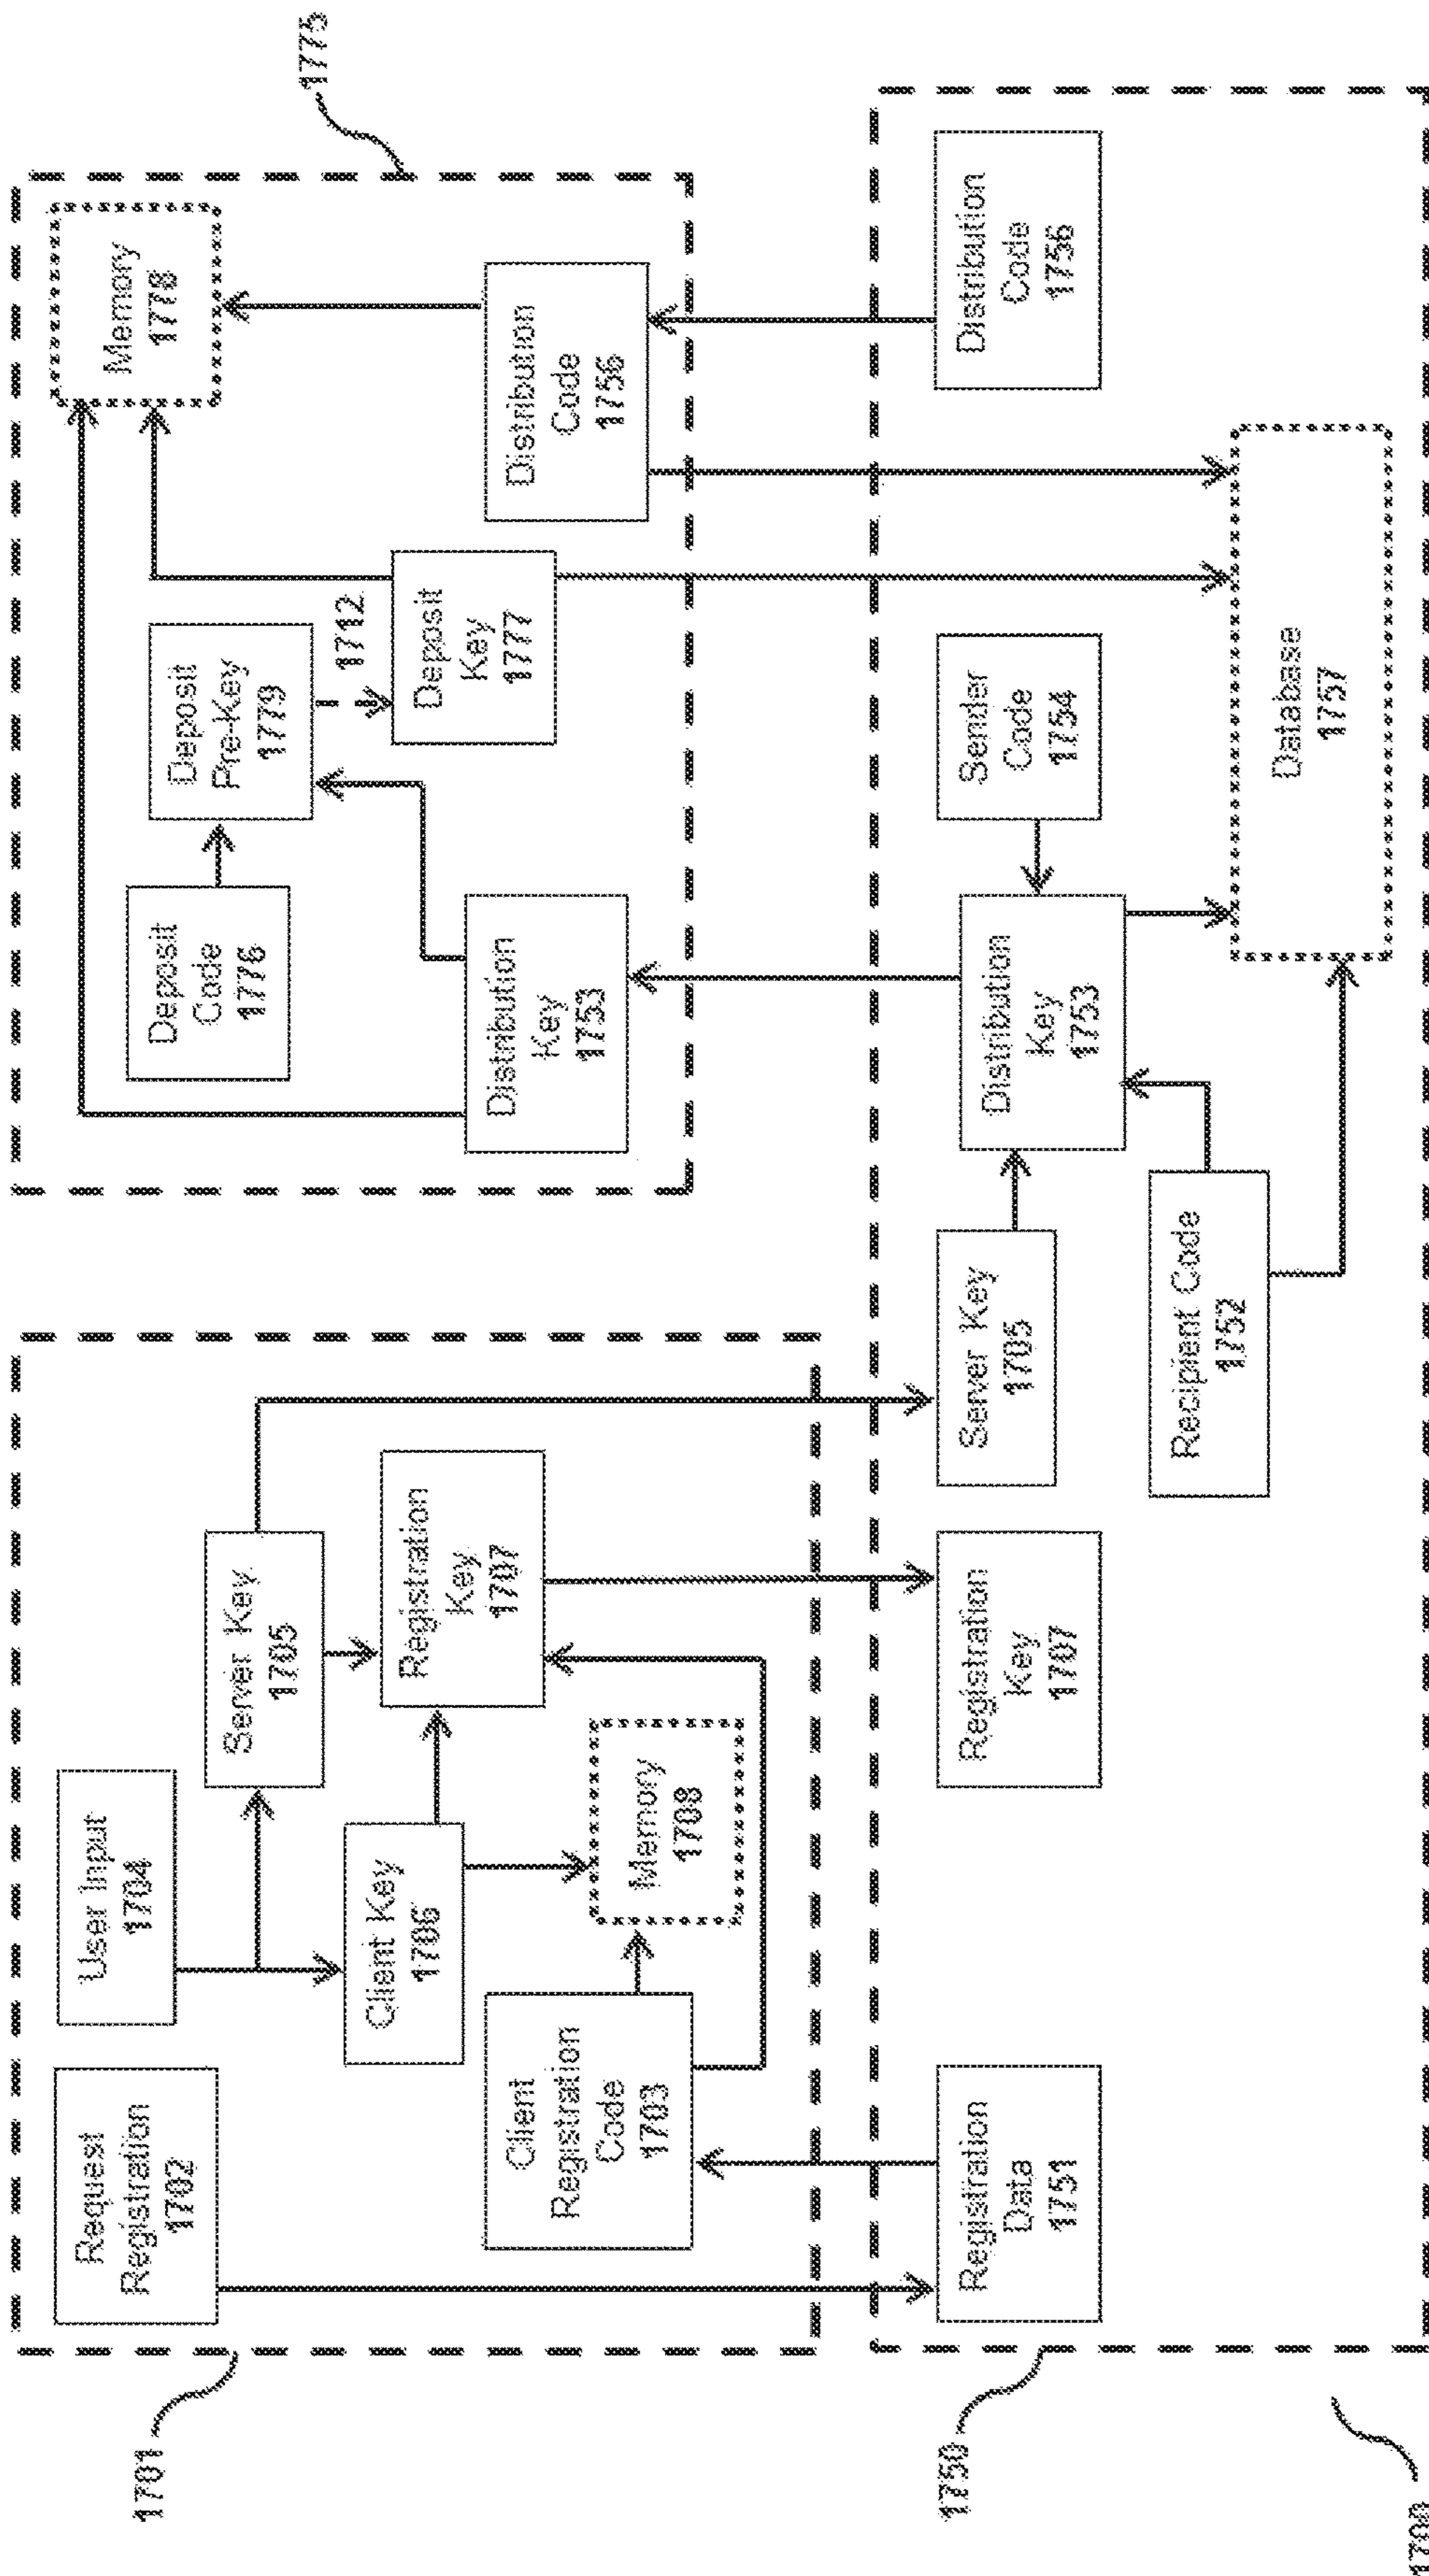 1701
Request
Registration
1702
User Input
1704
Server Key
1705
Client Key
1706
Registration
Key
1707
Client
Registration
Code
1703
Memory
1708
1775
Memory
1778
Deposit
Code
1776
Deposit
Pre-Key
1779
1712
Deposit
Key
1777
Distribution
Key
1753
Distribution
Code
1756
1750
Registration
Data
1751
Registration
Key
1707
Server Key
1705
Distribution
Key
1753
Sender
Code
1754
Distribution
Code
1756
Recipient Code
1752
Database
1757
1700